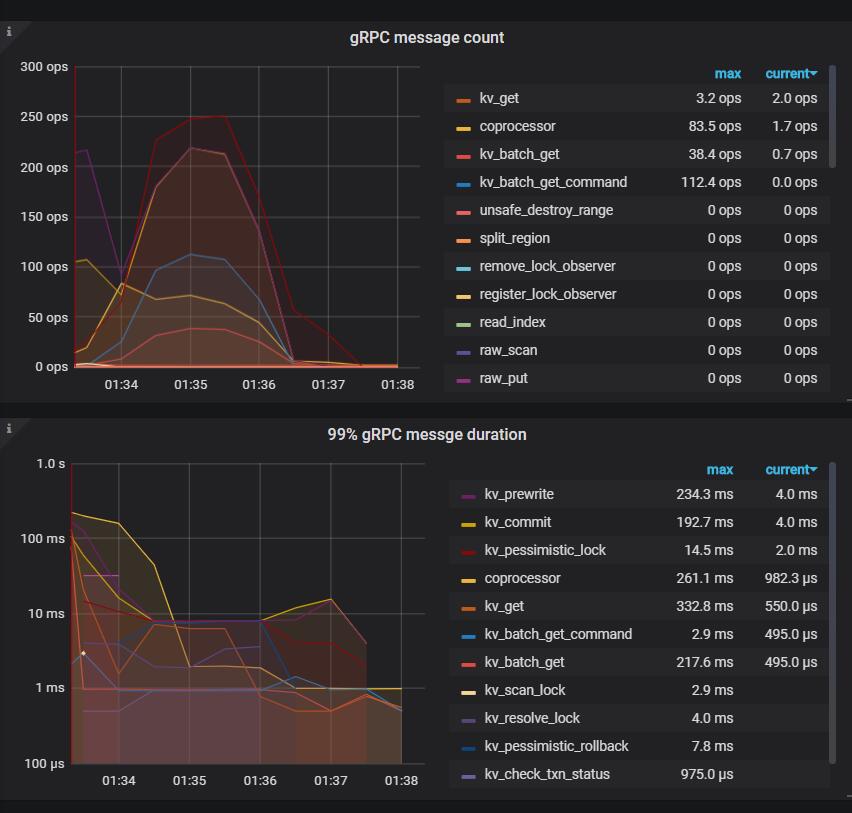 gRPC message count
300 ops
250 ops
200 ops
150 ops
100 ops
50 ops
0 ops
01:34 01:35 01:36 01:37 01:38
max current
kv_get 3.2 ops 2.0 ops
coprocessor 83.5 ops 1.7 ops
kv_batch_get 38.4 ops 0.7 ops
kv_batch_get_command 112.4 ops 0.0 ops
unsafe_destroy_range 0 ops 0 ops
split_region 0 ops 0 ops
remove_lock_observer 0 ops 0 ops
register_lock_observer 0 ops 0 ops
read_index 0 ops 0 ops
raw_scan 0 ops 0 ops
raw_put 0 ops 0 ops
99% gRPC messge duration
1.0 s
100 ms
10 ms
1 ms
100 µs
01:34 01:35 01:36 01:37 01:38
max current
kv_prewrite 234.3 ms 4.0 ms
kv_commit 192.7 ms 4.0 ms
kv_pessimistic_lock 14.5 ms 2.0 ms
coprocessor 261.1 ms 982.3 µs
kv_get 332.8 ms 550.0 µs
kv_batch_get_command 2.9 ms 495.0 µs
kv_batch_get 217.6 ms 495.0 µs
kv_scan_lock 2.9 ms
kv_resolve_lock 4.0 ms
kv_pessimistic_rollback 7.8 ms
kv_check_txn_status 975.0 µs